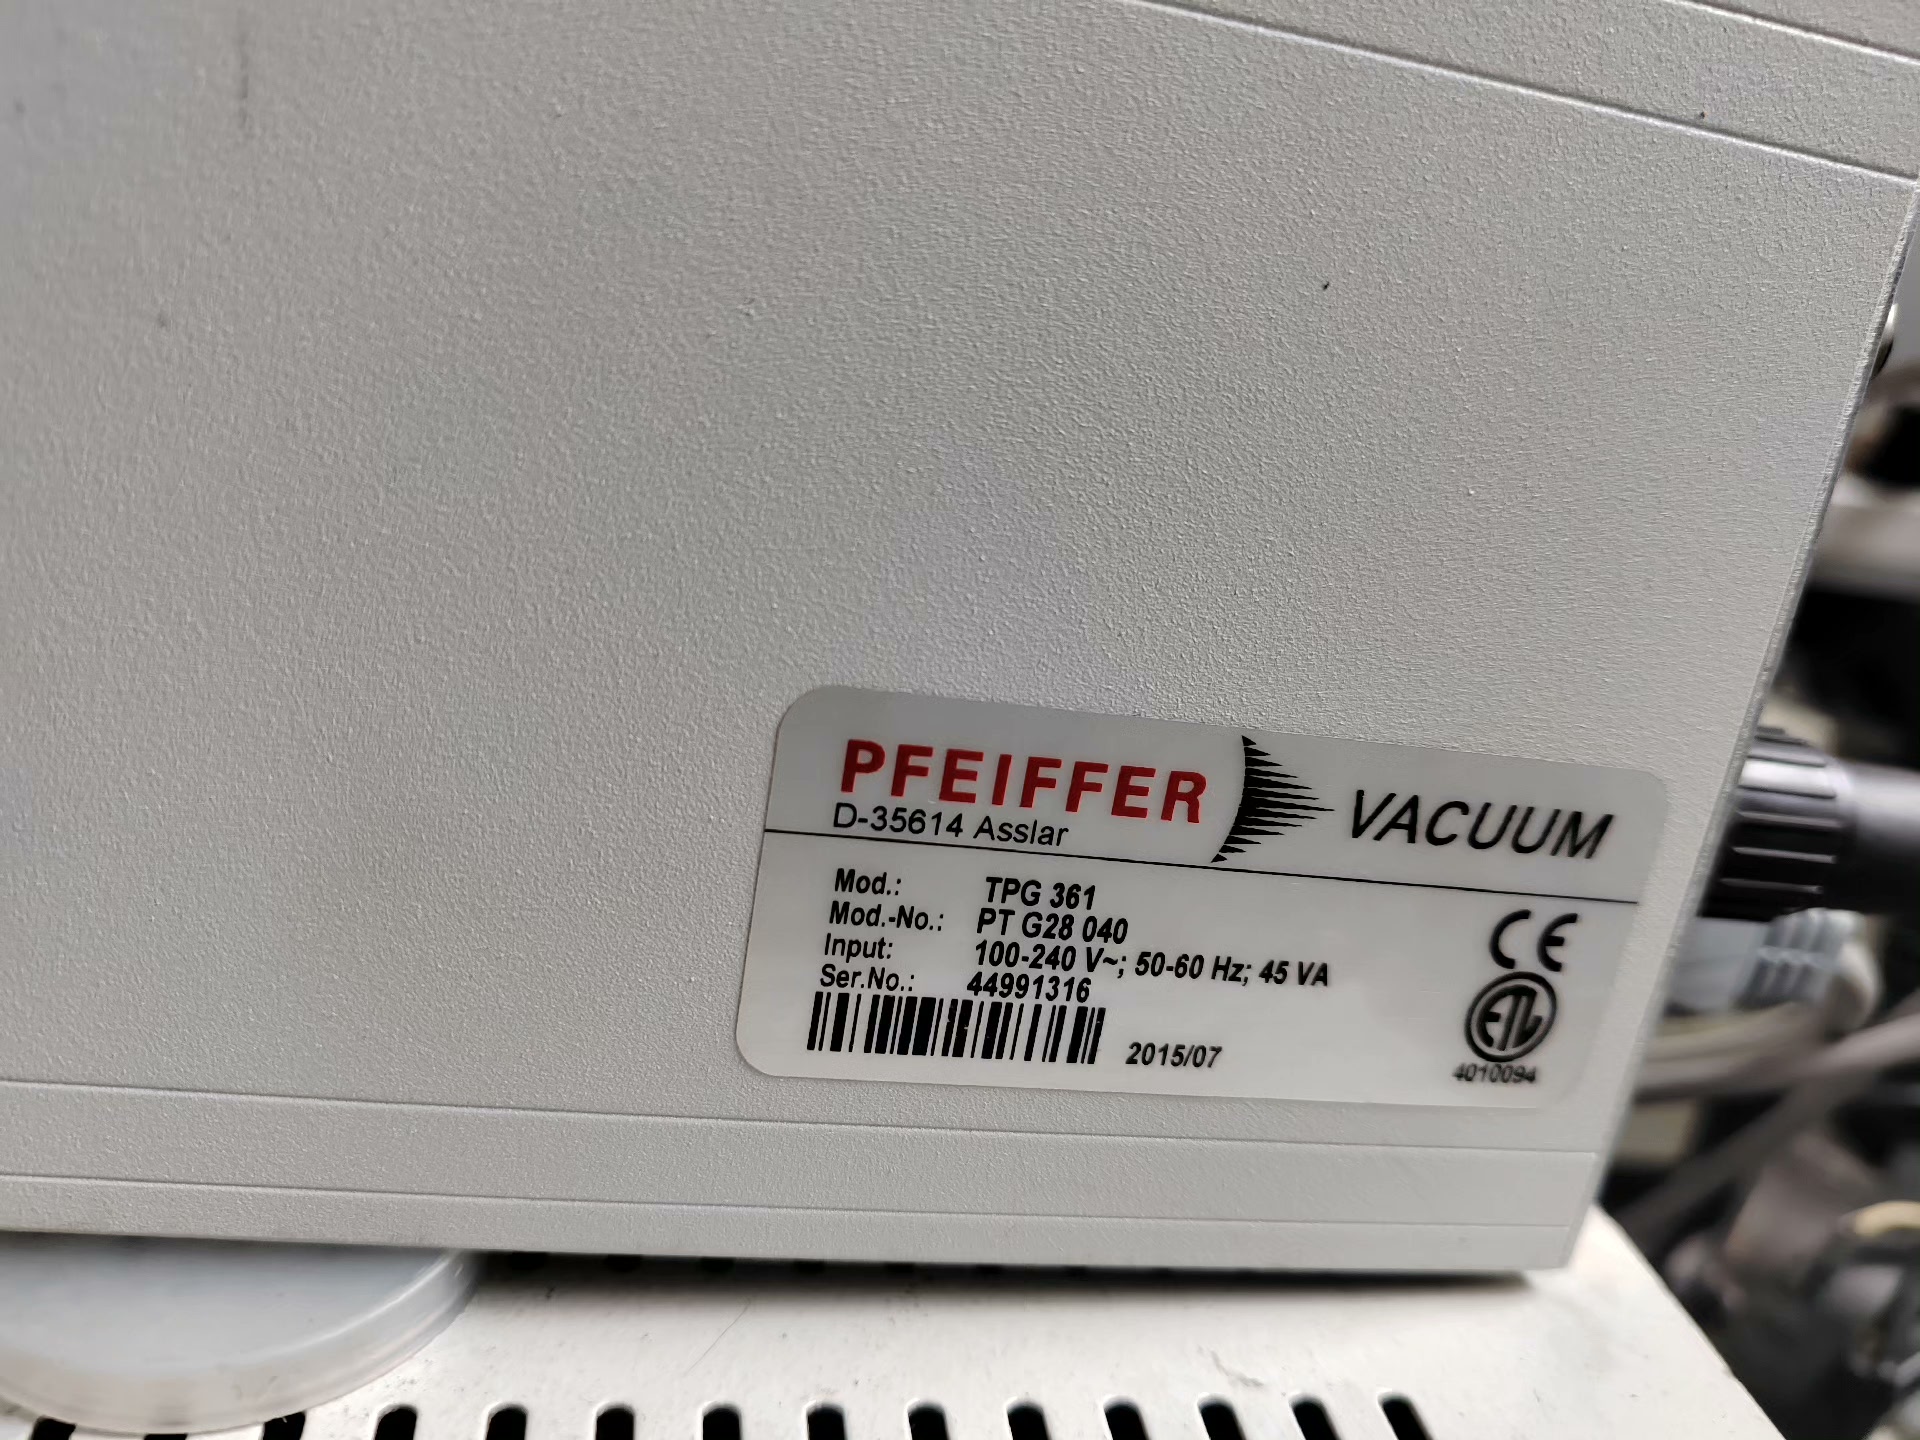 PFEIFFER VACUUM
D-35614 Asslar
Mod.: TPG 361
Mod.-No.: PT G28 040
Input: 100-240 V~; 50-60 Hz; 45 VA
Ser.No.: 44991316
2015/07
CE
ETL
4010094